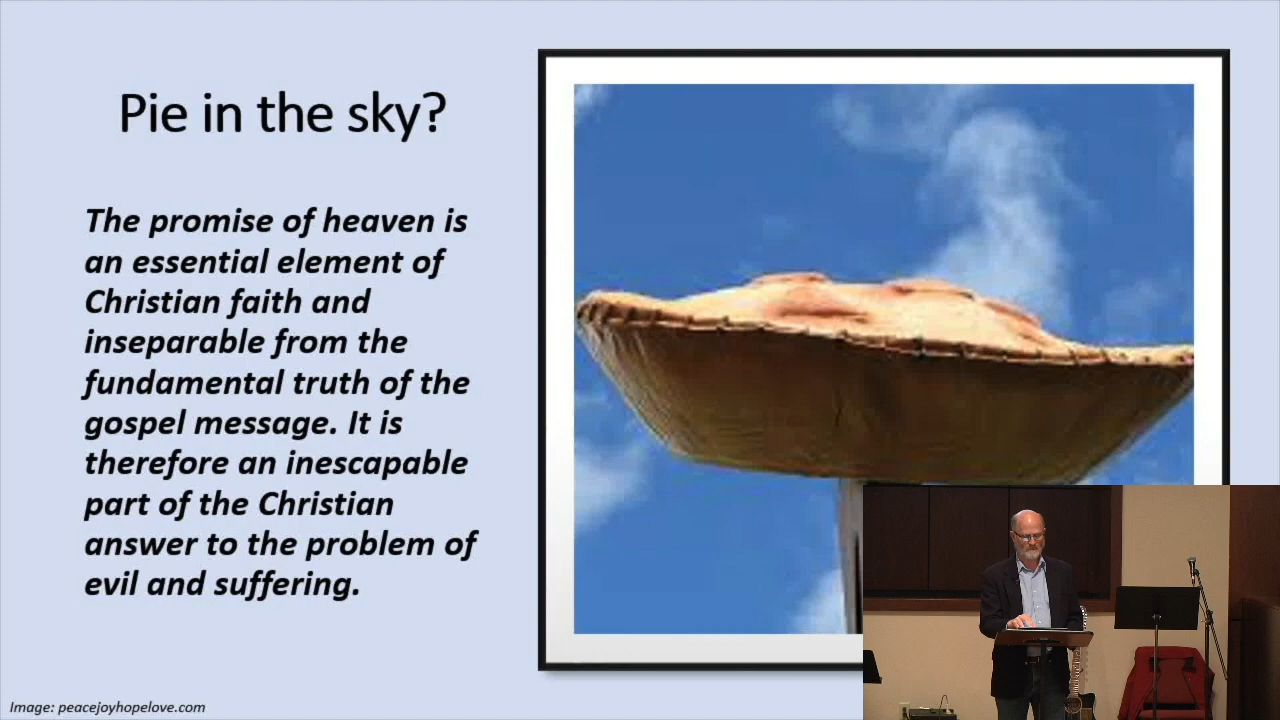 Pie in the sky?
The promise of heaven is
an essential element of
Christian faith and
inseparable from the
fundamental truth of the
gospel message. It is
therefore an inescapable
part of the Christian
answer to the problem of
evil and suffering.
Image: peacejoyhopelove.com